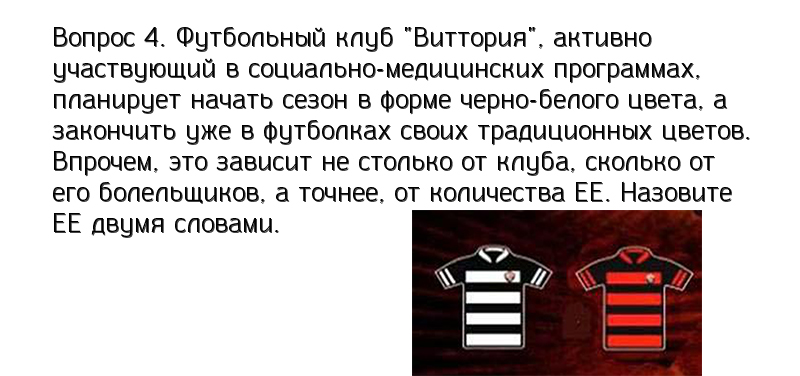 Вопрос 4. Футбольный клуб "Виттория", активно
участвующий в социально-медицинских программах,
планирует начать сезон в форме черно-белого цвета, а
закончить уже в футболках своих традиционных цветов.
Впрочем, это зависит не столько от клуба, сколько от
его болельщиков, а точнее, от количества ЕЕ. Назовите
ЕЕ двумя словами.